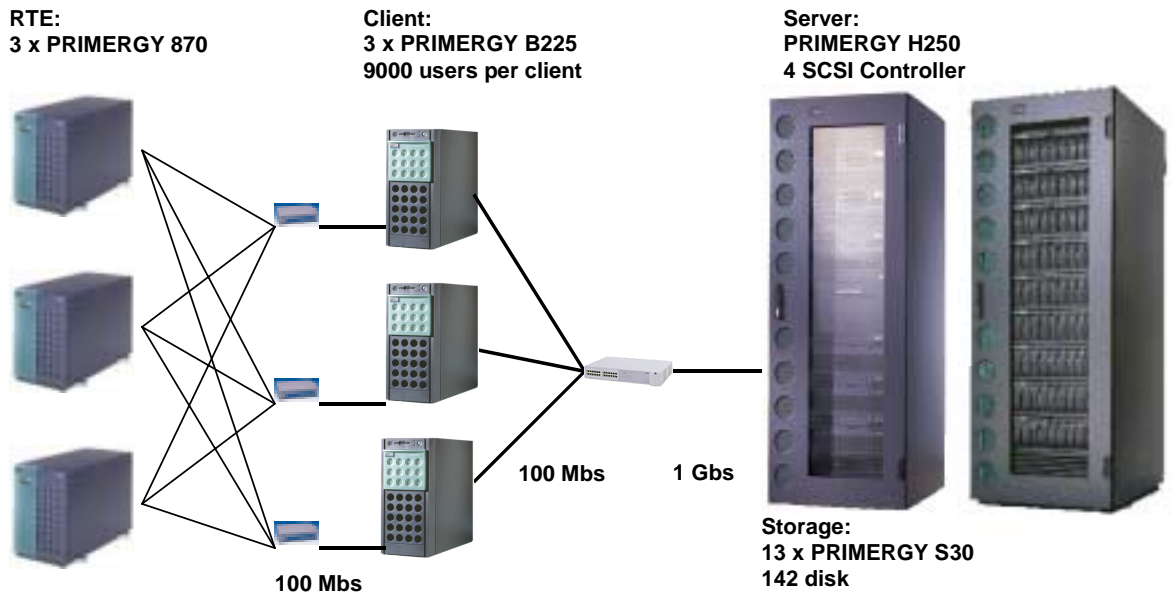 RTE:
3 x PRIMERGY 870
Client:
3 x PRIMERGY B225
9000 users per client
Server:
PRIMERGY H250
4 SCSI Controller
100 Mbs
1 Gbs
Storage:
13 x PRIMERGY S30
142 disk
100 Mbs